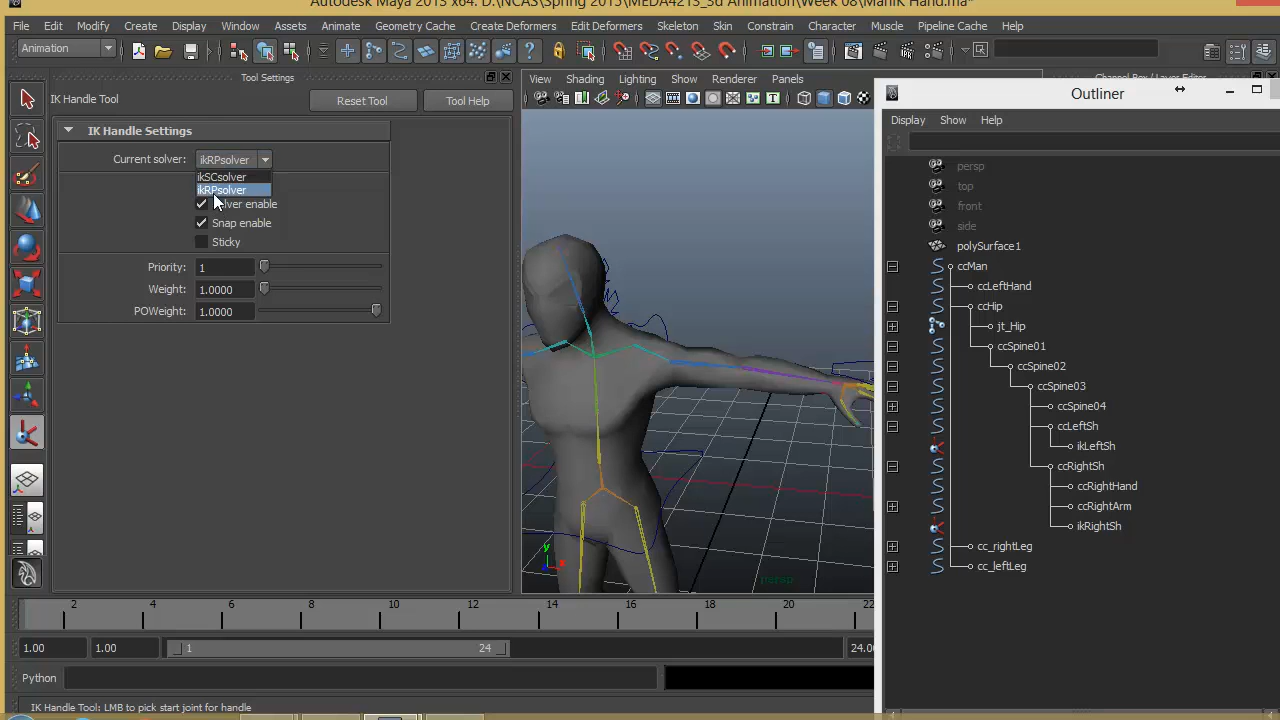 Autodesk Maya 2013 x64: D:\NCAS\Spring 2015\MEDA4213_3d Animation\Week 08\ManIK Hand.ma*
File Edit Modify Create Display Window Assets Animate Geometry Cache Create Deformers Edit Deformers Skeleton Skin Constrain Character Muscle Pipeline Cache Help
Animation
Tool Settings
IK Handle Tool Reset Tool Tool Help
IK Handle Settings
Current solver: ikRPsolver
ikSCsolver
ikRPsolver
Solver enable
Snap enable
Sticky
Priority: 1
Weight: 1.0000
POWeight: 1.0000
View Shading Lighting Show Renderer Panels
persp
y
x
Channel Box / Layer Editor
Outliner
Display Show Help
persp
top
front
side
polySurface1
ccMan
ccLeftHand
ccHip
jt_Hip
ccSpine01
ccSpine02
ccSpine03
ccSpine04
ccLeftSh
ikLeftSh
ccRightSh
ccRightHand
ccRightArm
ikRightSh
cc_rightLeg
cc_leftLeg
2 4 6 8 10 12 14 16 18 20 22
1.00 1.00 1 24 24.00
Python
IK Handle Tool: LMB to pick start joint for handle